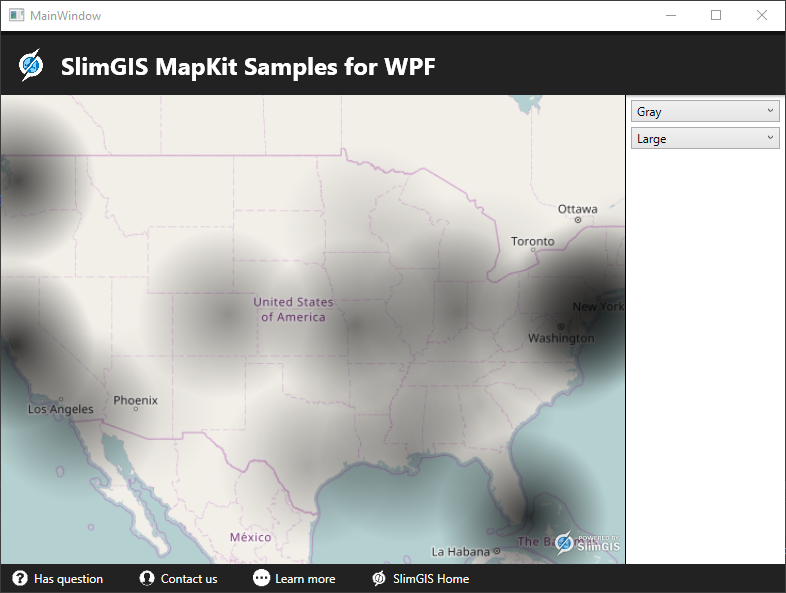 MainWindow
SlimGIS MapKit Samples for WPF
Gray
Large
Ottawa
Toronto
United States
of America
New York
Washington
Phoenix
Los Angeles
México
La Habana
The Ba
POWERED BY
SlimGIS
Has question
Contact us
Learn more
SlimGIS Home